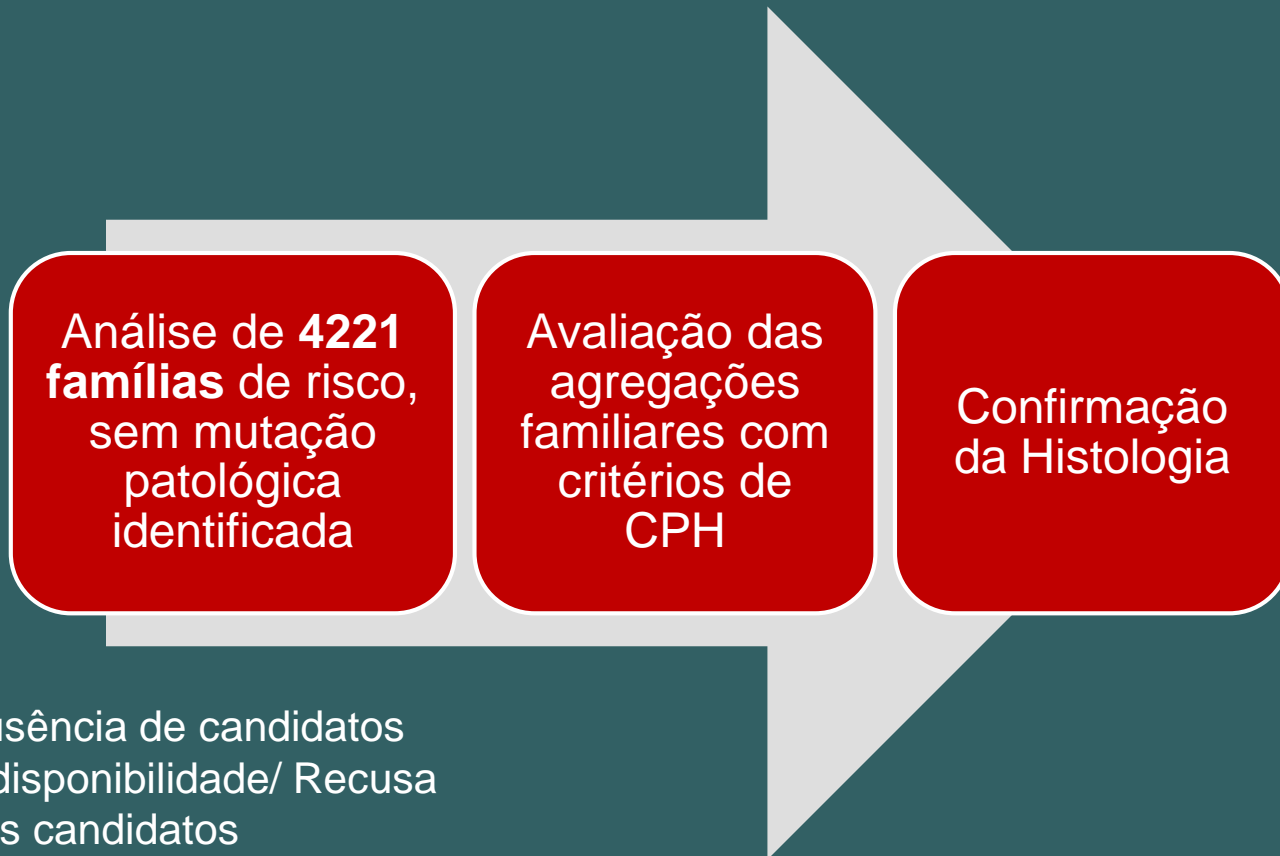 Análise de 4221
famílias de risco,
sem mutação
patológica
identificada
Avaliação das
agregações
familiares com
critérios de
CPH
Confirmação
da Histologia
usência de candidatos
disponibilidade/ Recusa
s candidatos